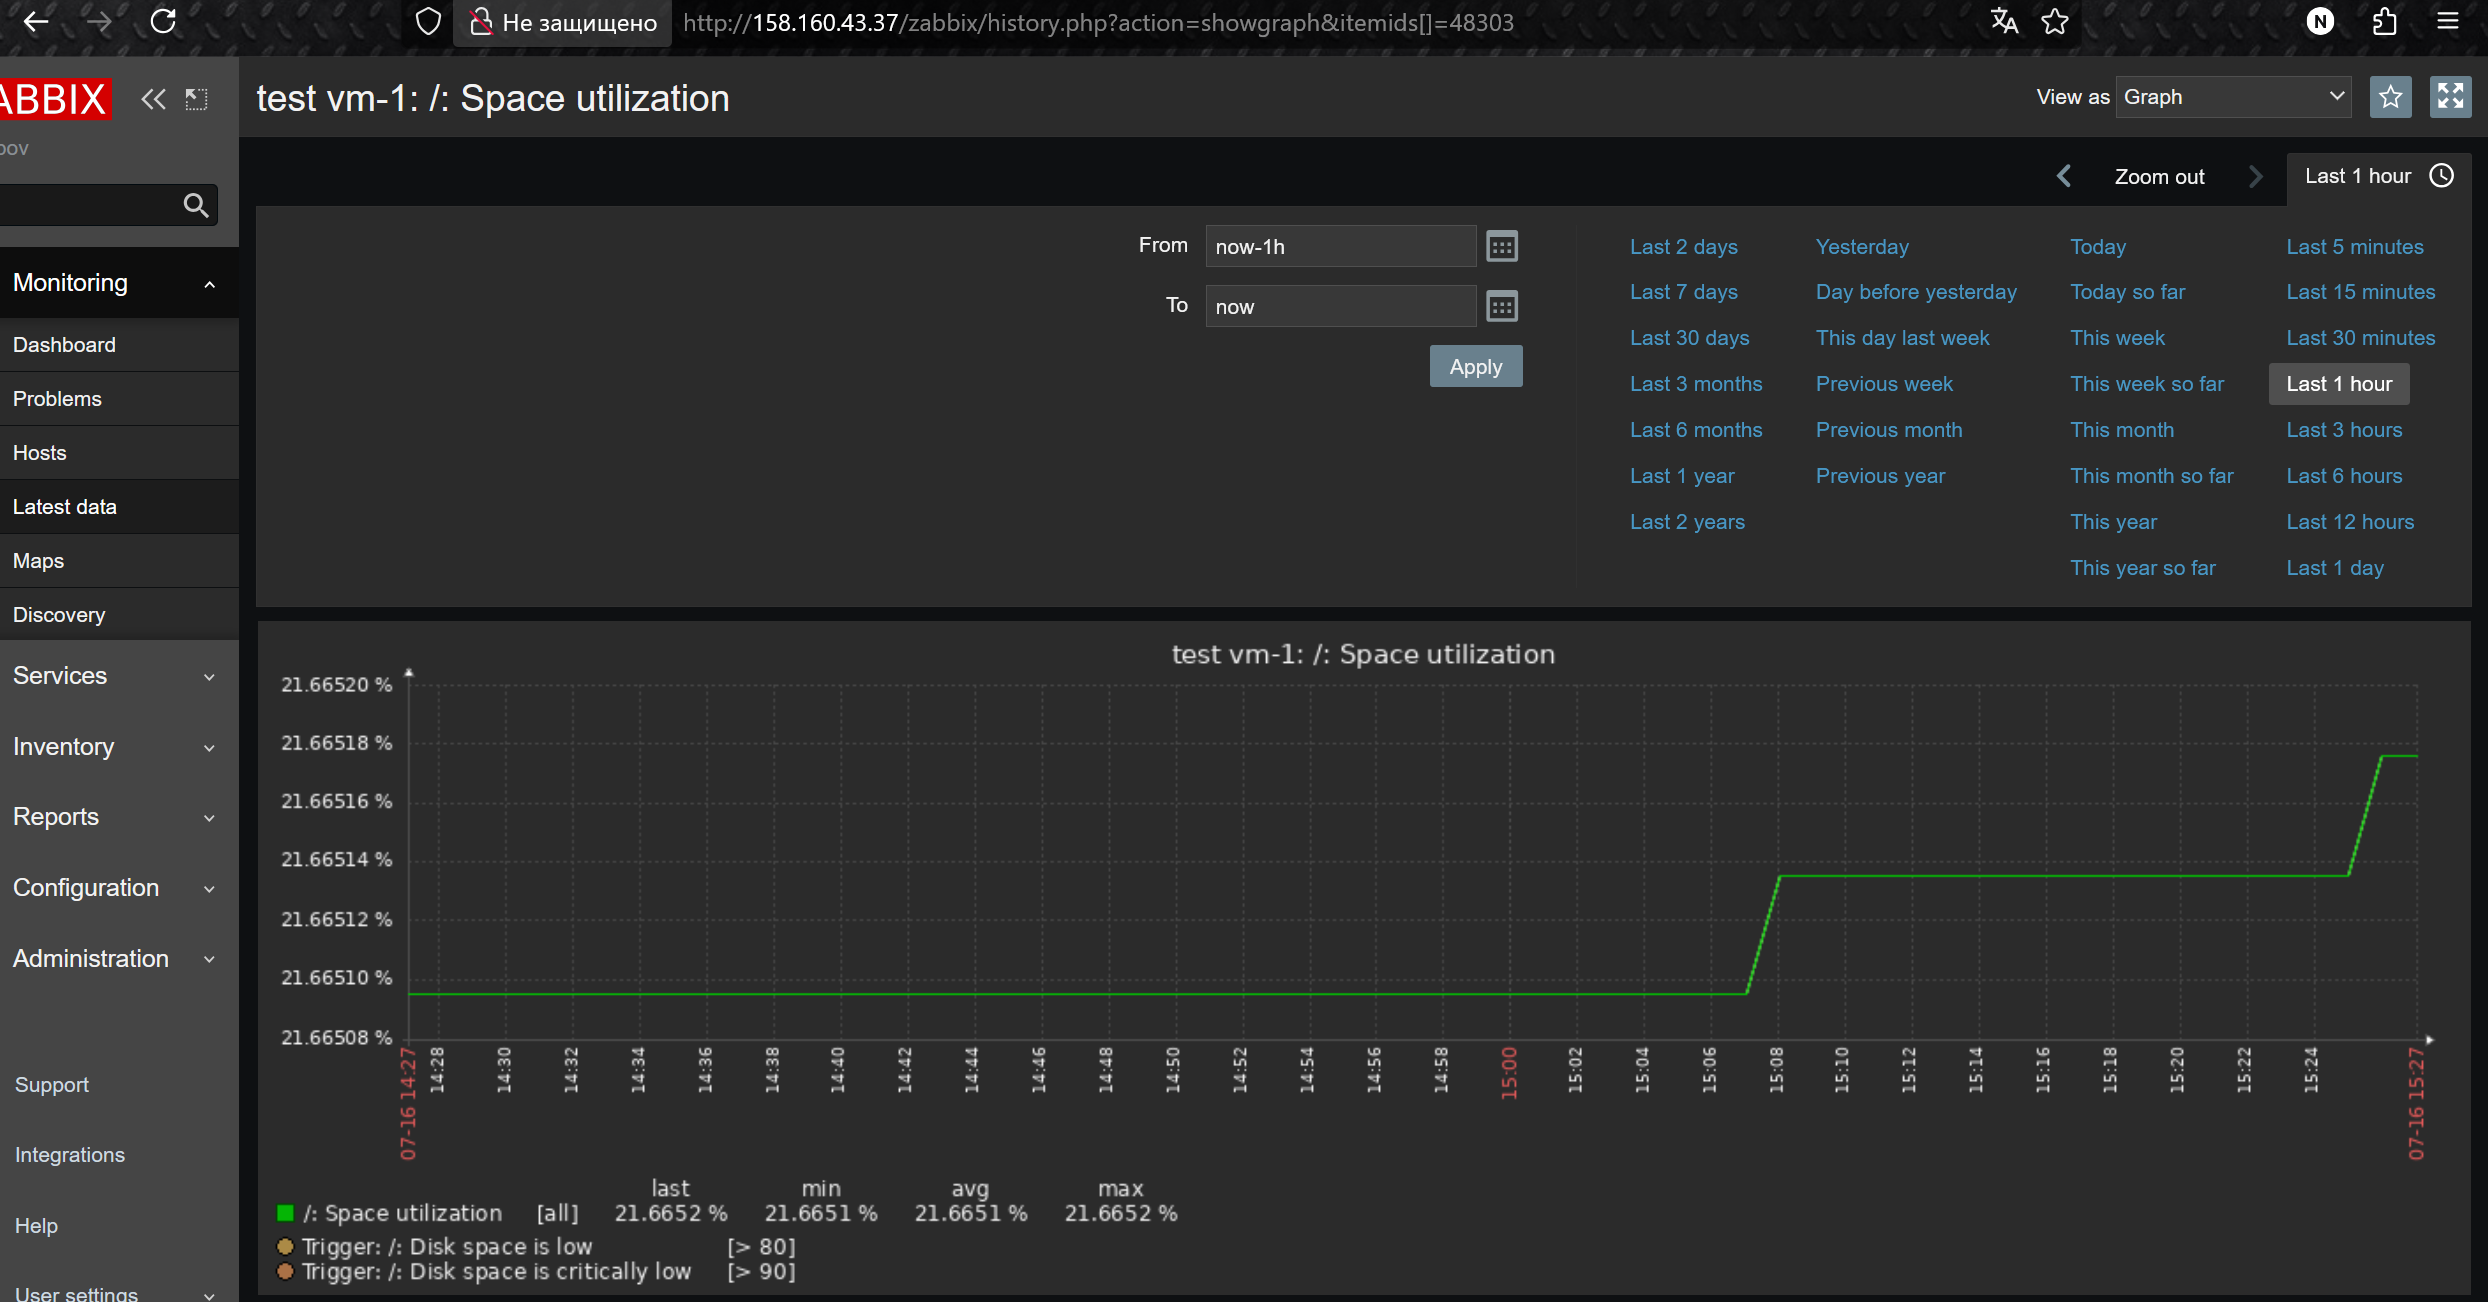 Не защищено http://158.160.43.37/zabbix/history.php?action=showgraph&itemids[]=48303
ABBIX
pov
Monitoring
Dashboard
Problems
Hosts
Latest data
Maps
Discovery
Services
Inventory
Reports
Configuration
Administration
Support
Integrations
Help
User settings
test vm-1: /: Space utilization
View as Graph
Zoom out
Last 1 hour
From now-1h
To now
Apply
Last 2 days Yesterday Today Last 5 minutes
Last 7 days Day before yesterday Today so far Last 15 minutes
Last 30 days This day last week This week Last 30 minutes
Last 3 months Previous week This week so far Last 1 hour
Last 6 months Previous month This month Last 3 hours
Last 1 year Previous year This month so far Last 6 hours
Last 2 years This year Last 12 hours
This year so far Last 1 day
test vm-1: /: Space utilization
21.66520 %
21.66518 %
21.66516 %
21.66514 %
21.66512 %
21.66510 %
21.66508 %
07-16 14:27 14:28 14:30 14:32 14:34 14:36 14:38 14:40 14:42 14:44 14:46 14:48 14:50 14:52 14:54 14:56 14:58 15:00 15:02 15:04 15:06 15:08 15:10 15:12 15:14 15:16 15:18 15:20 15:22 15:24 07-16 15:27
last min avg max
/: Space utilization [all] 21.6652 % 21.6651 % 21.6651 % 21.6652 %
Trigger: /: Disk space is low [> 80]
Trigger: /: Disk space is critically low [> 90]